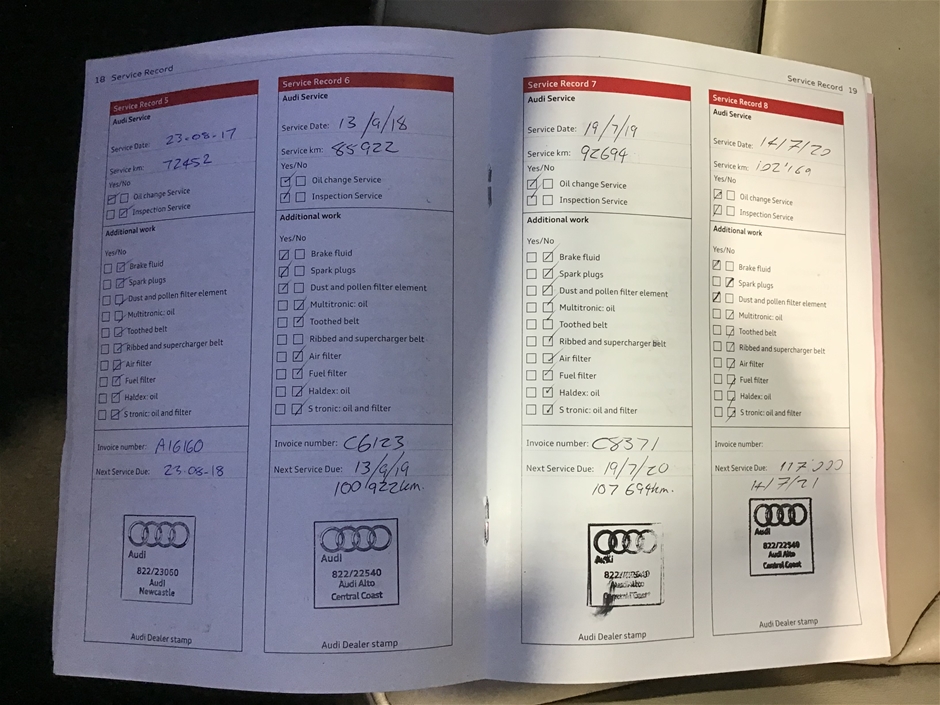 18 Service Record
Service Record 5
Audi Service
Service Date: 23-08-17
Service km: 72452
Yes/No
Oil change Service
Inspection Service
Additional work
Yes/No
Brake fluid
Spark plugs
Dust and pollen filter element
Multitronic: oil
Toothed belt
Ribbed and supercharger belt
Air filter
Fuel filter
Haldex: oil
S tronic: oil and filter
Invoice number: A16160
Next Service Due: 23-08-18
Audi
822/23060
Audi
Newcastle
Audi Dealer stamp
Service Record 6
Audi Service
Service Date: 13/9/18
Service km: 85922
Yes/No
Oil change Service
Inspection Service
Additional work
Yes/No
Brake fluid
Spark plugs
Dust and pollen filter element
Multitronic: oil
Toothed belt
Ribbed and supercharger belt
Air filter
Fuel filter
Haldex: oil
S tronic: oil and filter
Invoice number: C6123
Next Service Due: 13/9/19
100 922km.
Audi
822/22540
Audi Alto
Central Coast
Audi Dealer stamp
Service Record 19
Service Record 7
Audi Service
Service Date: 19/7/19
Service km: 92694
Yes/No
Oil change Service
Inspection Service
Additional work
Yes/No
Brake fluid
Spark plugs
Dust and pollen filter element
Multitronic: oil
Toothed belt
Ribbed and supercharger belt
Air filter
Fuel filter
Haldex: oil
S tronic: oil and filter
Invoice number: C8371
Next Service Due: 19/7/20
107 694km.
Audi Dealer stamp
Service Record 8
Audi Service
Service Date: 14/7/20
Service km: 102'169
Yes/No
Oil change Service
Inspection Service
Additional work
Yes/No
Brake fluid
Spark plugs
Dust and pollen filter element
Multitronic: oil
Toothed belt
Ribbed and supercharger belt
Air filter
Fuel filter
Haldex: oil
S tronic: oil and filter
Invoice number:
Next Service Due: 117'000
14/7/21
Audi
822/22540
Audi Alto
Central Coast
Audi Dealer stamp